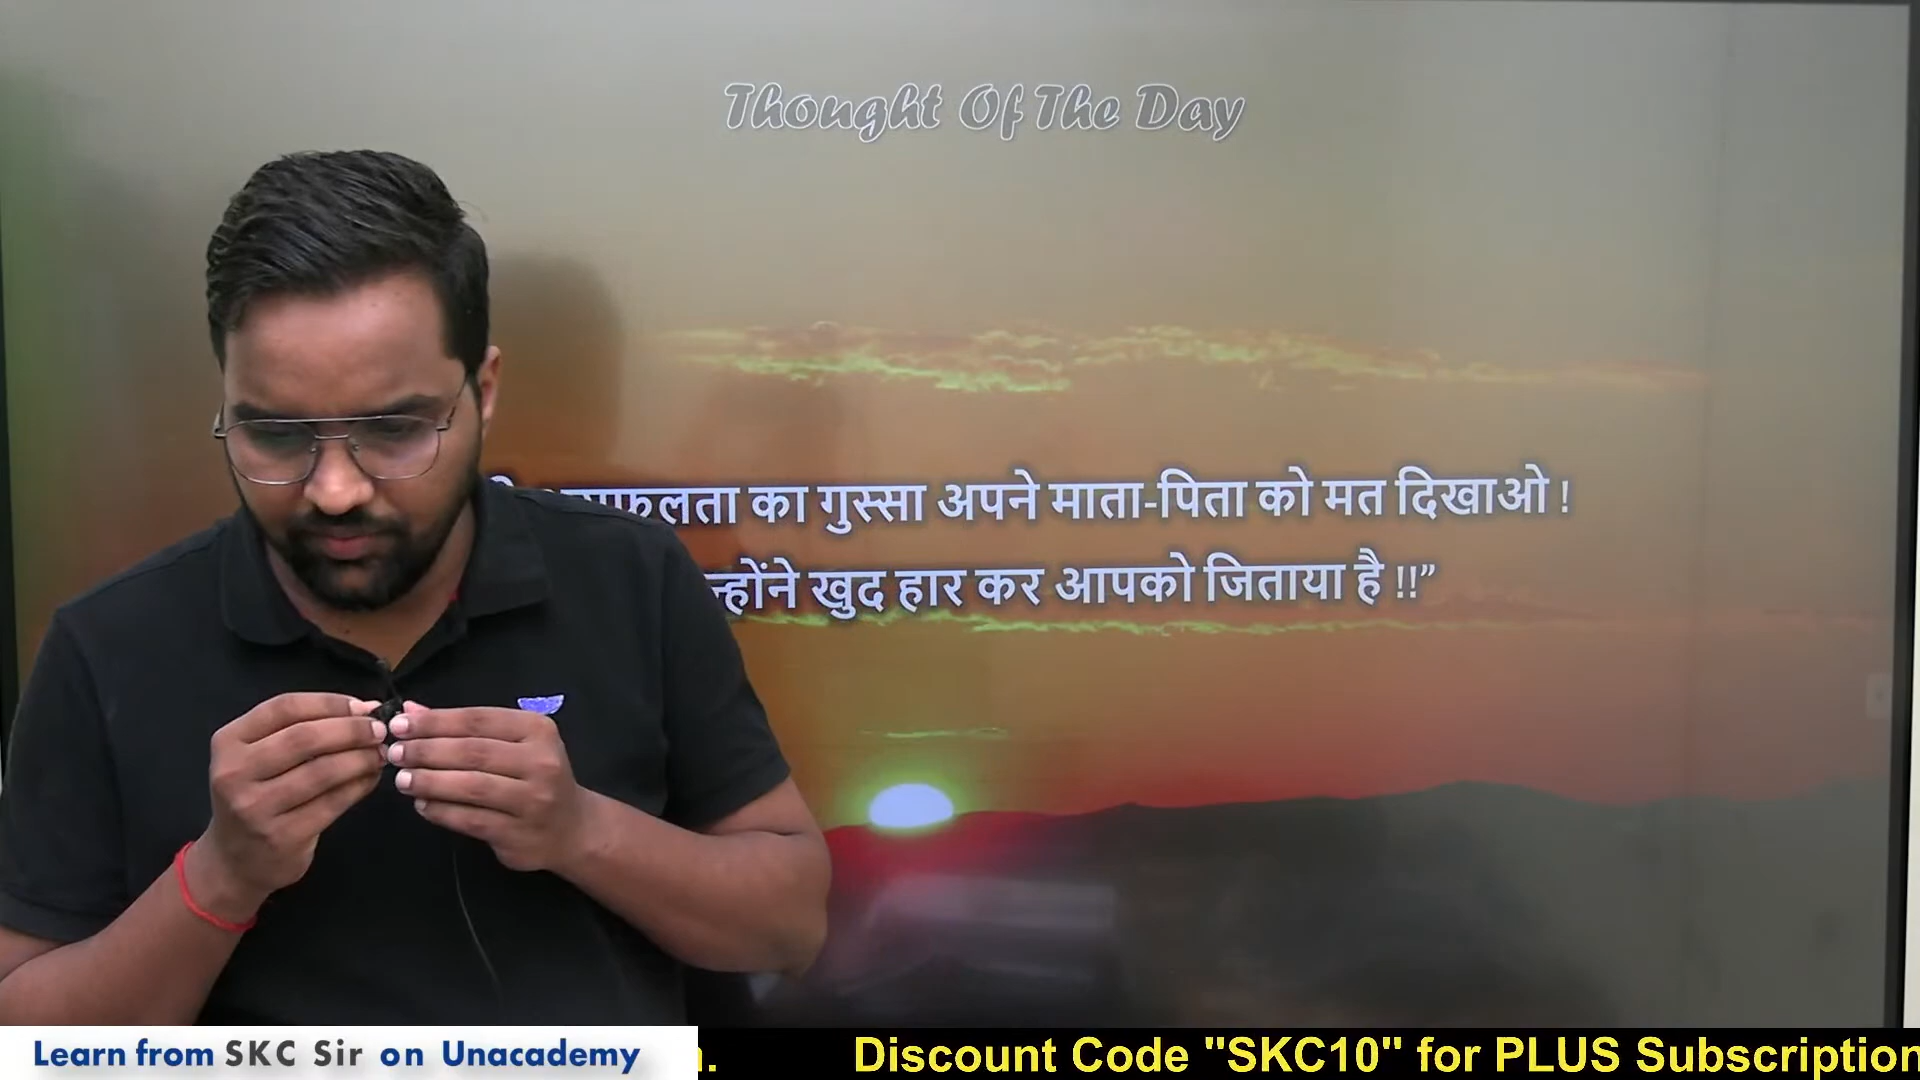 Thought Of The Day
का गुस्सा अपने माता-पिता को मत दिखाओ !
खुद हार कर आपको जिताया है !!”
Learn from SKC Sir on Unacademy
Discount Code "SKC10" for PLUS Subscription